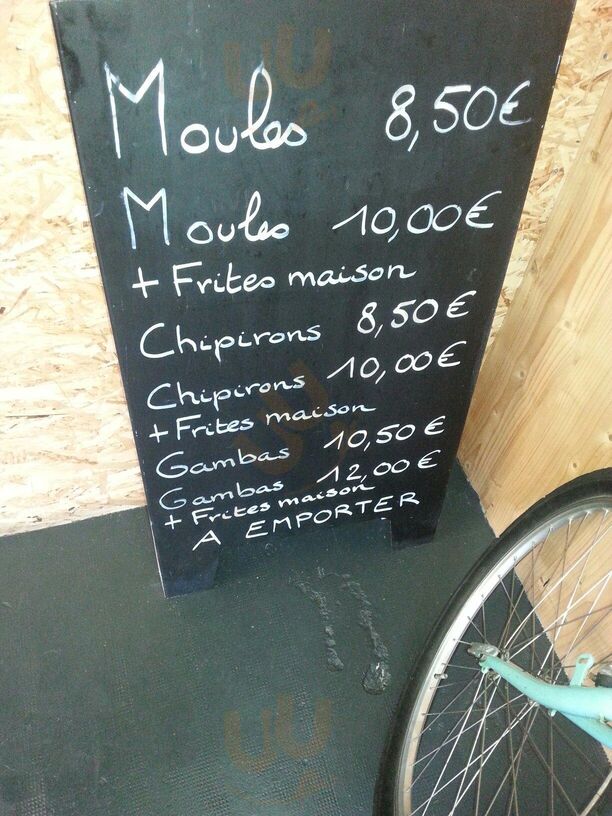 Moules 8,50€
Moules 10,00€
+ Frites maison
Chipirons 8,50€
Chipirons 10,00€
+ Frites maison
Gambas 10,50€
Gambas 12,00€
+ Frites maison
A EMPORTER